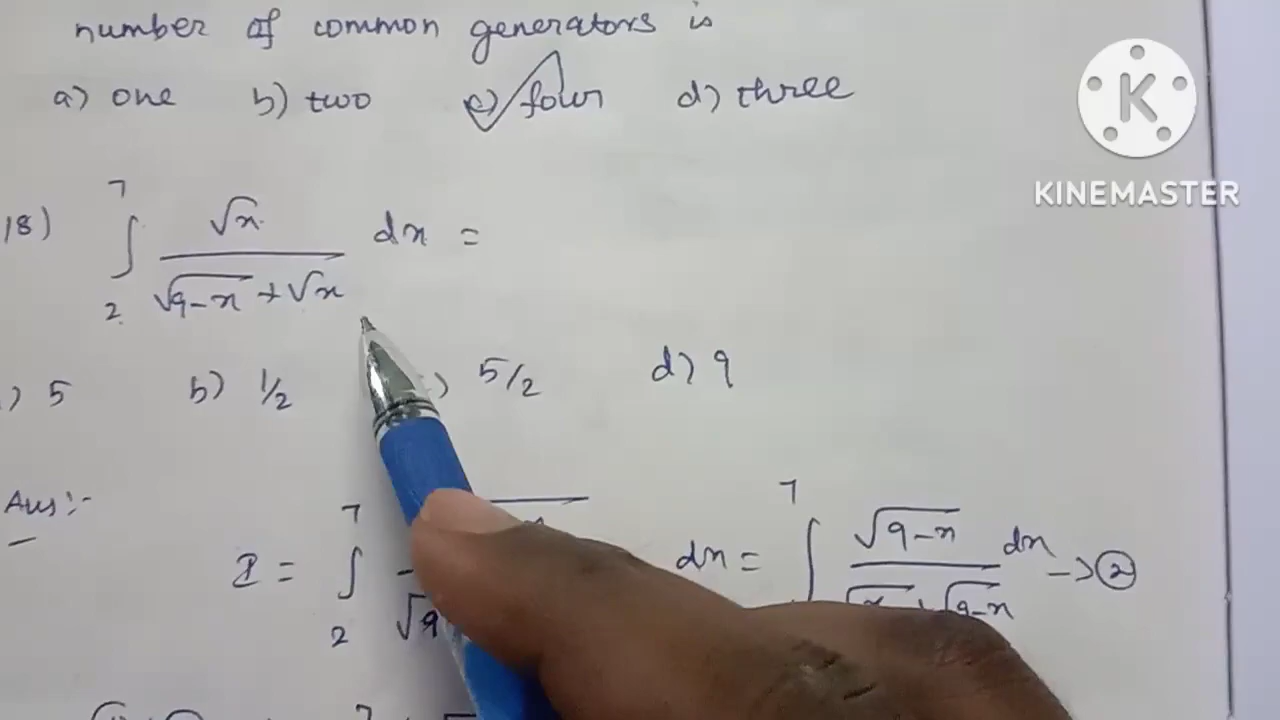 number of common generators is
a) one b) two c) four d) three
K
KINEMASTER
18) ∫₂⁷ √x / (√9-x + √x) dx =
) 5 b) 1/2 ) 5/2 d) 9
Ans:-
I = ∫₂⁷ dx = ∫⁷ √9-x / (√x + √9-x) dx → ②